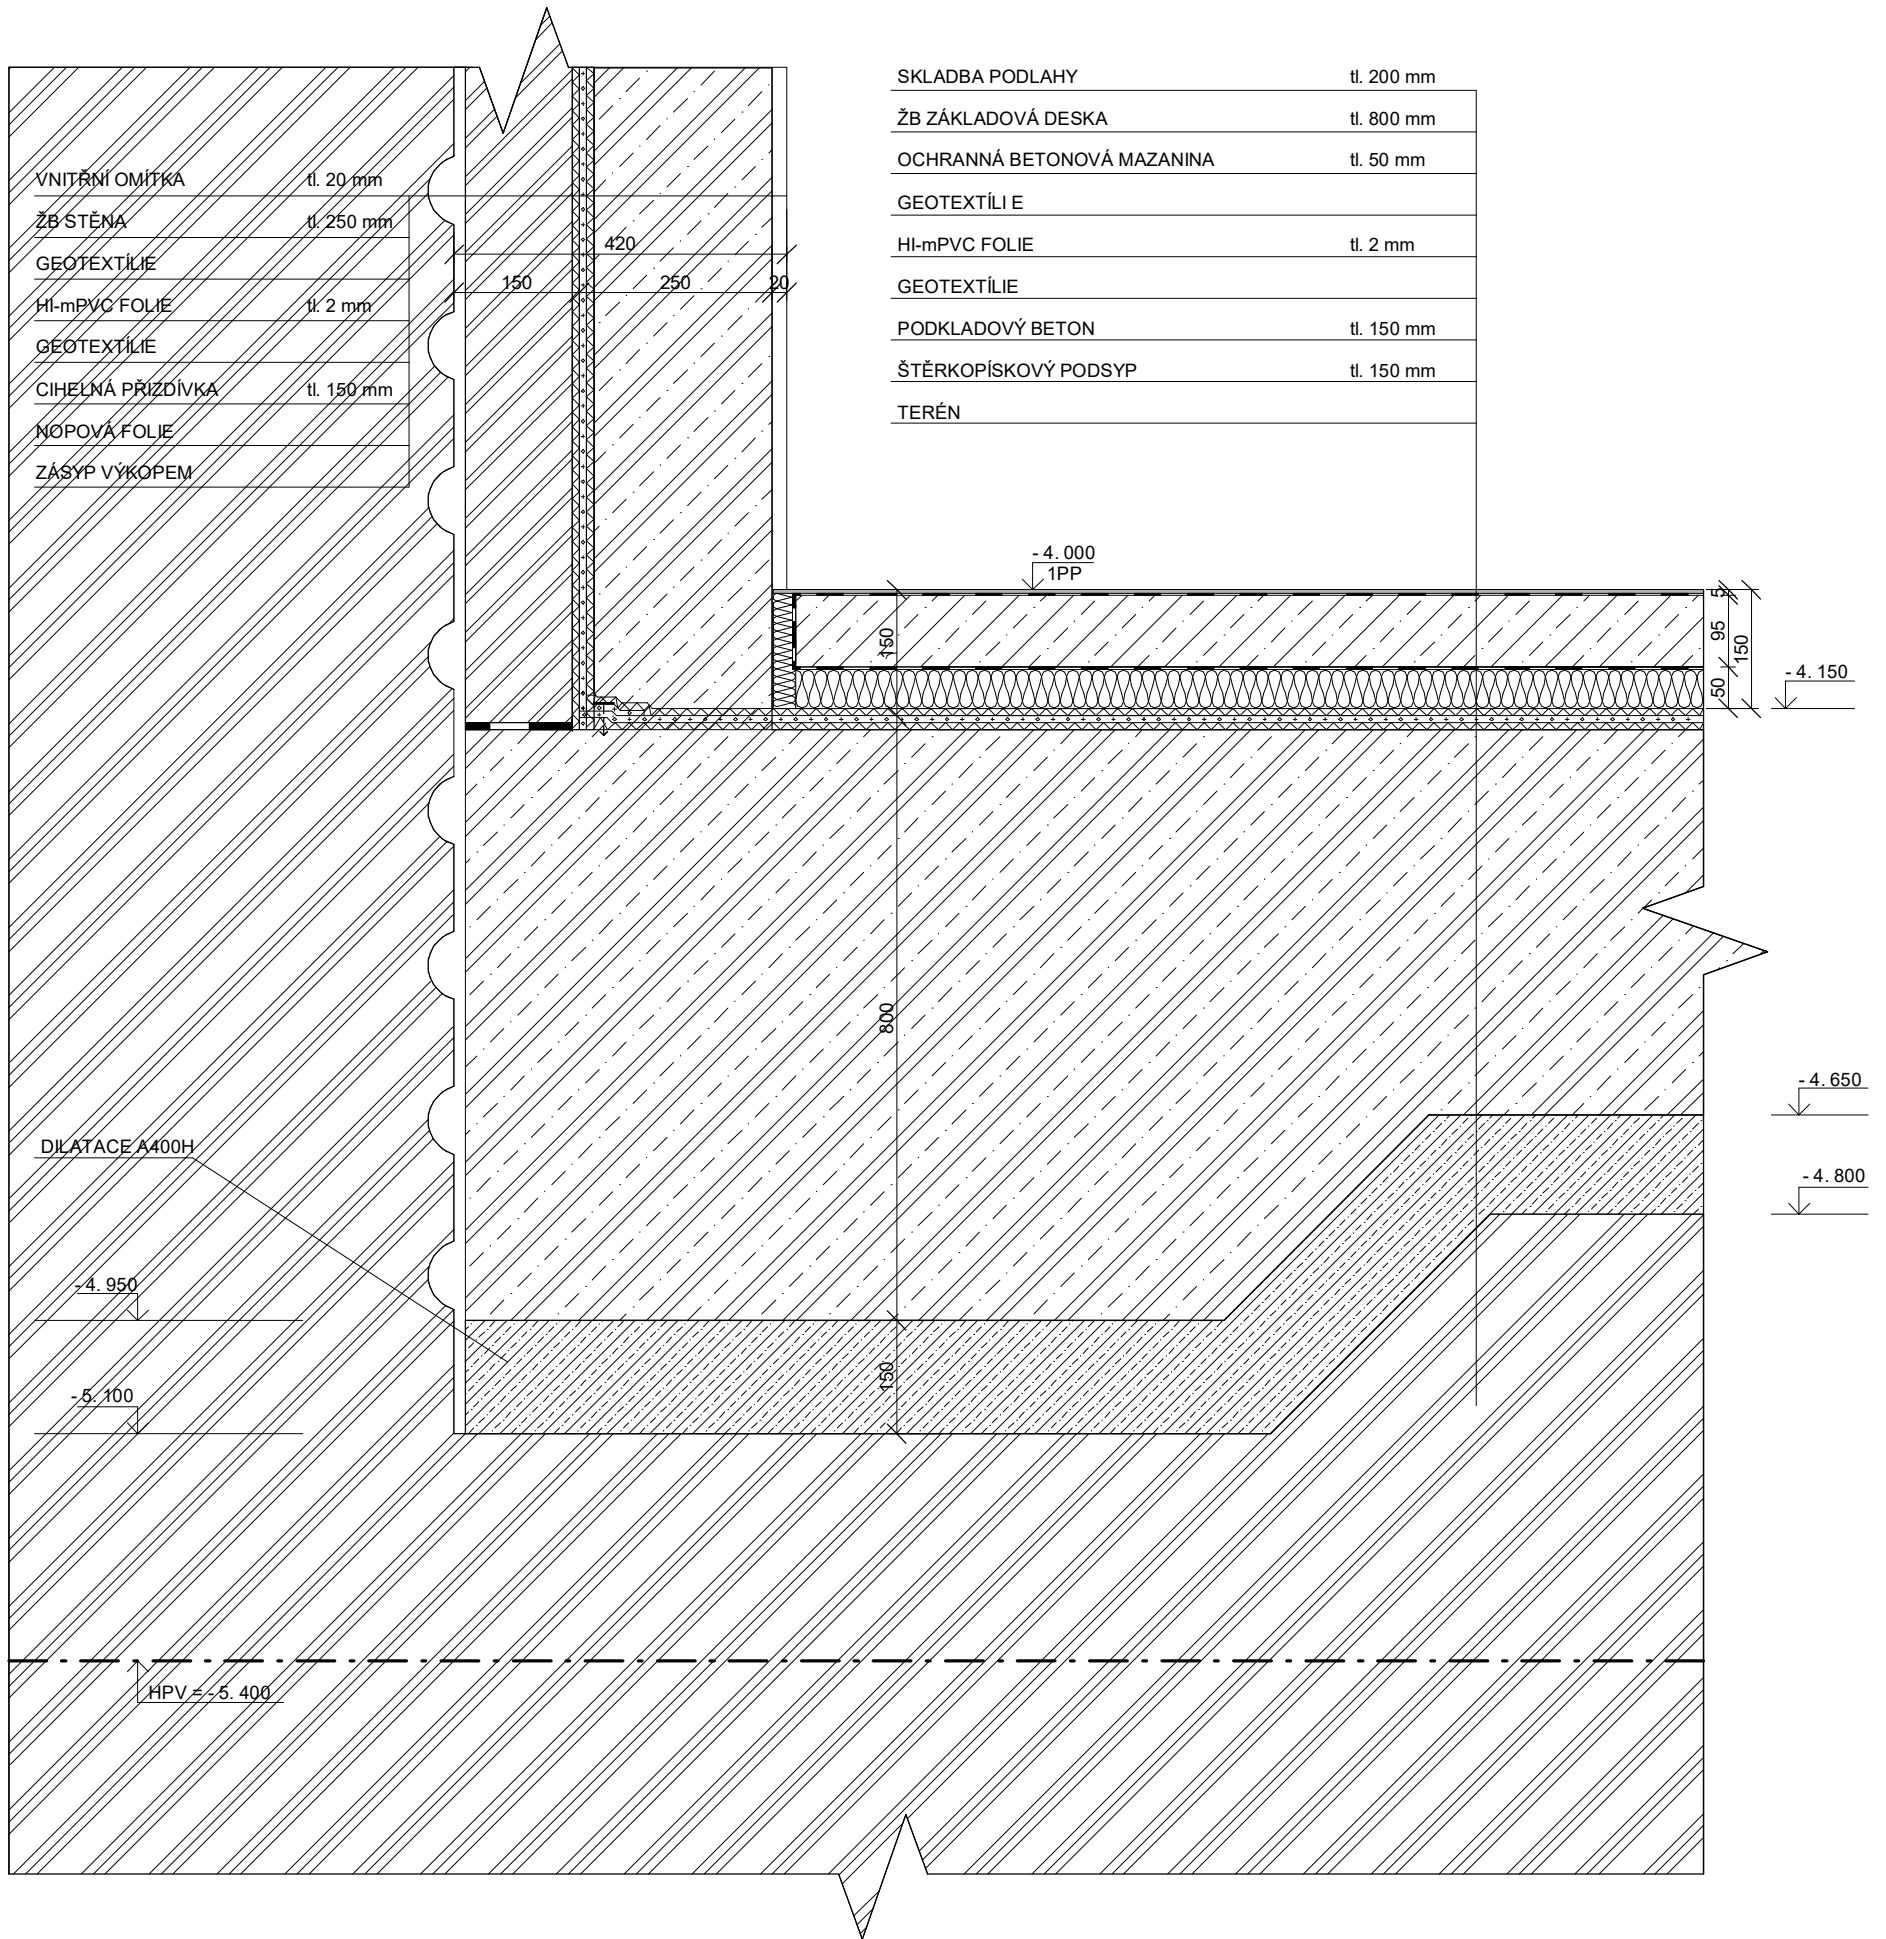 SKLADBA PODLAHY tl. 200 mm
ŽB ZÁKLADOVÁ DESKA tl. 800 mm
OCHRANNÁ BETONOVÁ MAZANINA tl. 50 mm
GEOTEXTÍLI E
HI-mPVC FOLIE tl. 2 mm
GEOTEXTÍLIE
PODKLADOVÝ BETON tl. 150 mm
ŠTĚRKOPÍSKOVÝ PODSYP tl. 150 mm
TERÉN
VNITŘNÍ OMÍTKA tl. 20 mm
ŽB STĚNA tl. 250 mm
GEOTEXTÍLIE
HI-mPVC FOLIE tl. 2 mm
GEOTEXTÍLIE
CIHELNÁ PŘIZDÍVKA tl. 150 mm
NOPOVÁ FOLIE
ZÁSYP VÝKOPEM
420
150 250 20
- 4. 000
1PP
150
5
95
50
150
- 4. 150
800
- 4. 650
- 4. 800
DILATACE A400H
- 4. 950
150
- 5. 100
HPV = - 5. 400